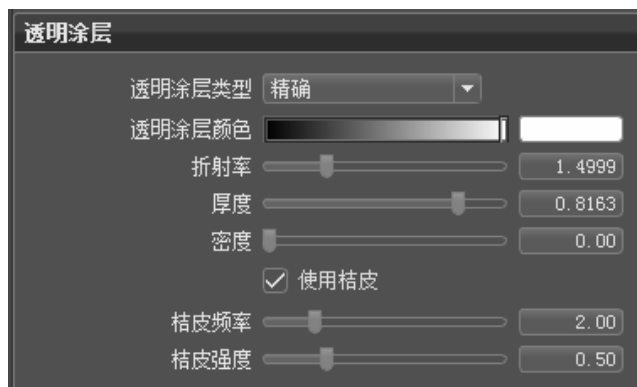 透明涂层
透明涂层类型 精确
透明涂层颜色
折射率 1.4999
厚度 0.8163
密度 0.00
使用桔皮
桔皮频率 2.00
桔皮强度 0.50